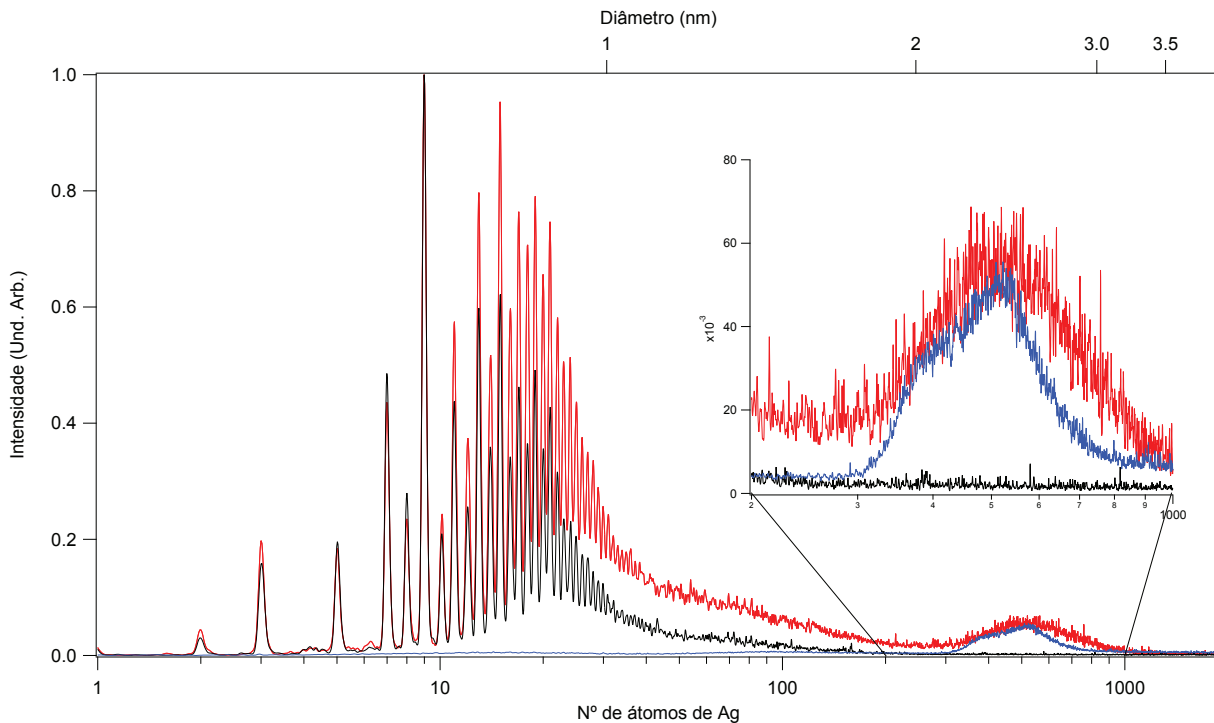 Diâmetro (nm)
1 2 3.0 3.5
1.0
0.8
0.6
0.4
0.2
0.0
Intensidade (Und. Arb.)
80
60
40
20
0
x10⁻³
2 3 4 5 6 7 8 9 1000
1 10 100 1000
Nº de átomos de Ag